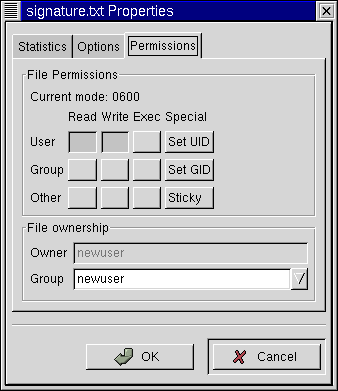 signature.txt Properties
Statistics Options Permissions
File Permissions
Current mode: 0600
Read Write Exec Special
User Set UID
Group Set GID
Other Sticky
File ownership
Owner newuser
Group newuser
OK Cancel